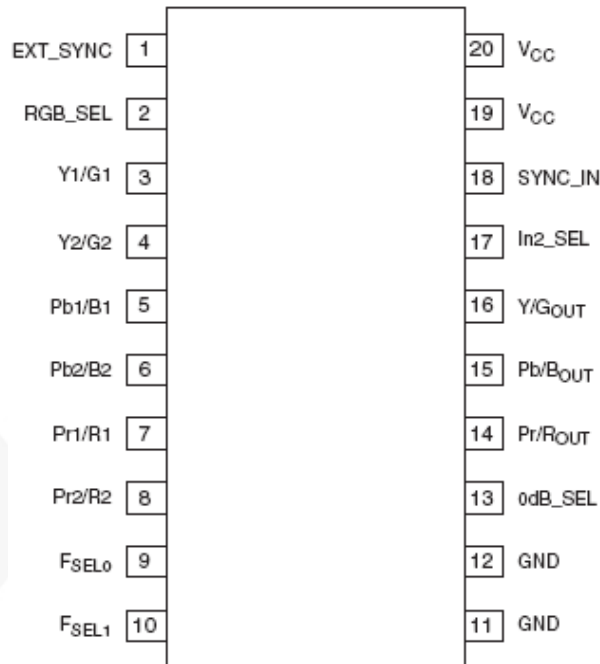 EXT_SYNC 1 20 VCC
RGB_SEL 2 19 VCC
Y1/G1 3 18 SYNC_IN
Y2/G2 4 17 In2_SEL
Pb1/B1 5 16 Y/GOUT
Pb2/B2 6 15 Pb/BOUT
Pr1/R1 7 14 Pr/ROUT
Pr2/R2 8 13 0dB_SEL
FSEL0 9 12 GND
FSEL1 10 11 GND